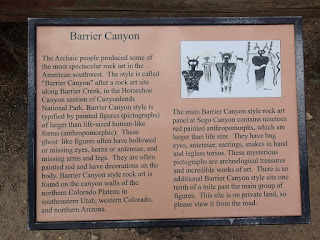 Barrier Canyon
The Archaic people produced some of
the most spectacular rock art in the
American southwest. The style is called
"Barrier Canyon" after a rock art site
along Barrier Creek, in the Horseshoe
Canyon section of Canyonlands
National Park. Barrier Canyon style is
typified by painted figures (pictographs)
of larger than life-sized human-like
forms (anthropomorphic). These
ghost-like figures often have hollowed
or missing eyes, horns or antennae, and
missing arms and legs. They are often
painted red and have decorations on the
body. Barrier Canyon style rock art is
found on the canyon walls of the
northern Colorado Plateau in
southeastern Utah, western Colorado,
and northern Arizona.
The main Barrier Canyon style rock art
panel at Sego Canyon contains nineteen
red painted anthropomorphs, which are
larger than life size. They have bug
eyes, antennae, earrings, snakes in hand
and legless torsos. These mysterious
pictographs are archeological treasures
and incredible works of art. There is an
additional Barrier Canyon style site one
tenth of a mile past the main group of
figures. This site is on private land, so
please view it from the road.